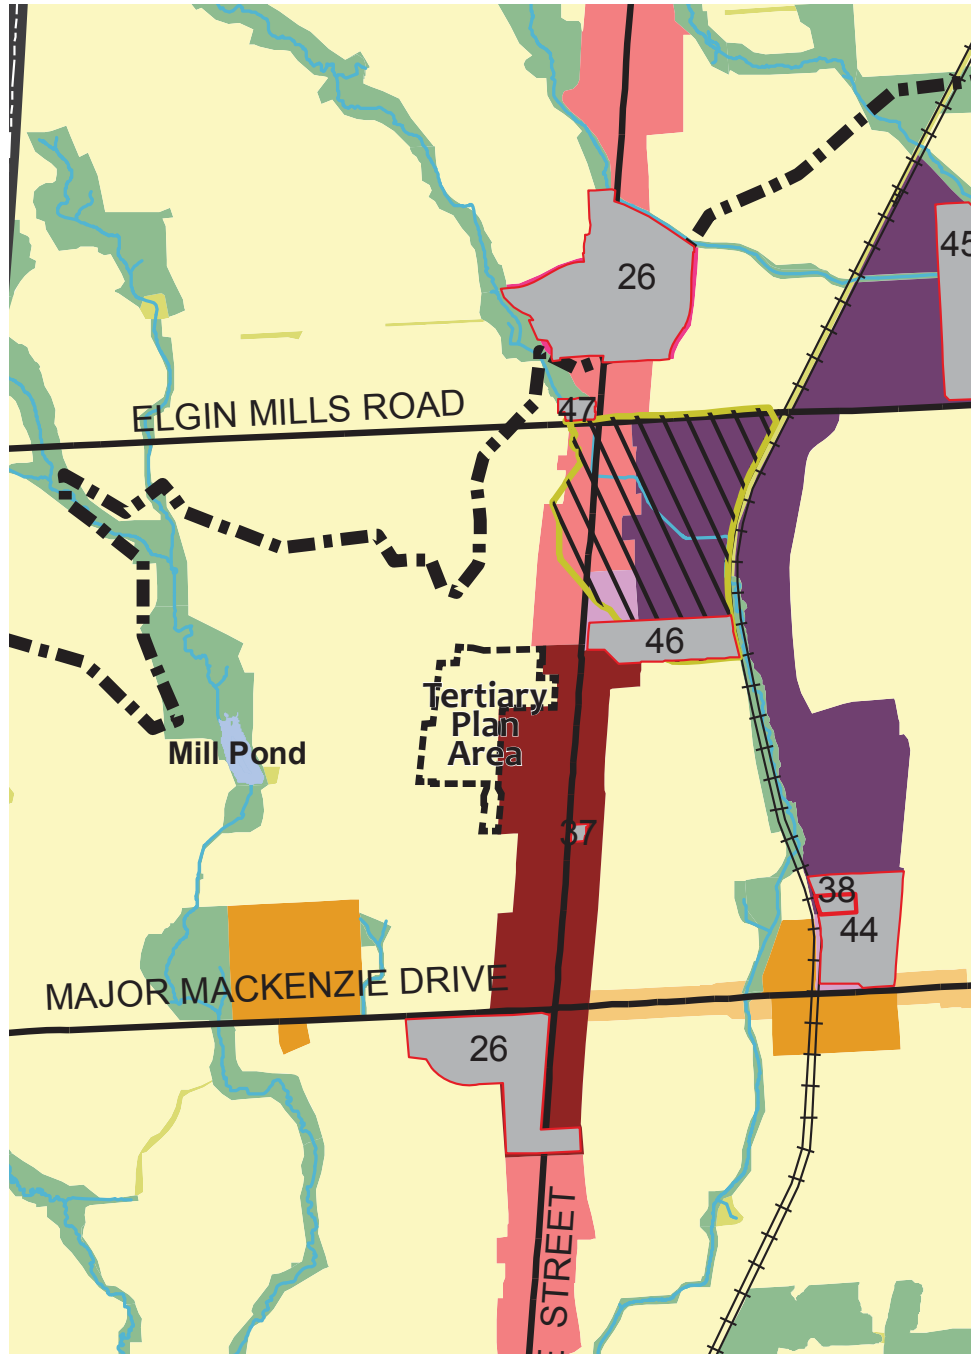 45
26
ELGIN MILLS ROAD
47
46
Tertiary
Plan
Area
Mill Pond
37
38
44
MAJOR MACKENZIE DRIVE
26
STREET